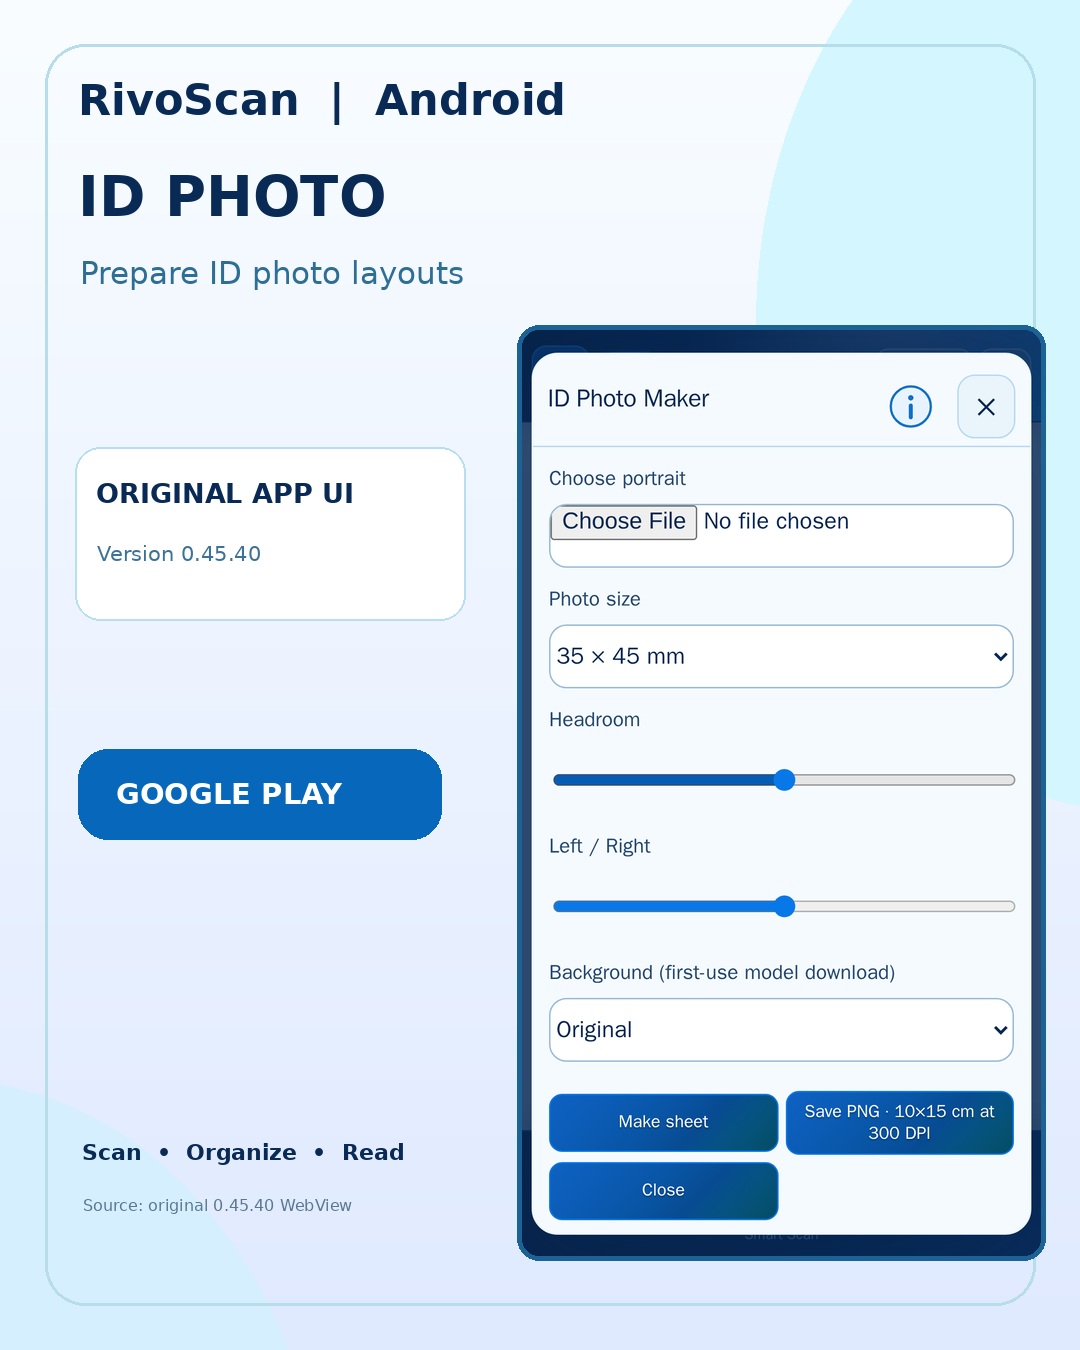 RivoScan | Android
ID PHOTO
Prepare ID photo layouts
ORIGINAL APP UI
Version 0.45.40
GOOGLE PLAY
Scan • Organize • Read
Source: original 0.45.40 WebView
ID Photo Maker
Choose portrait
Choose File No file chosen
Photo size
35 × 45 mm
Headroom
Left / Right
Background (first-use model download)
Original
Make sheet
Save PNG · 10×15 cm at
300 DPI
Close
Smart Scan